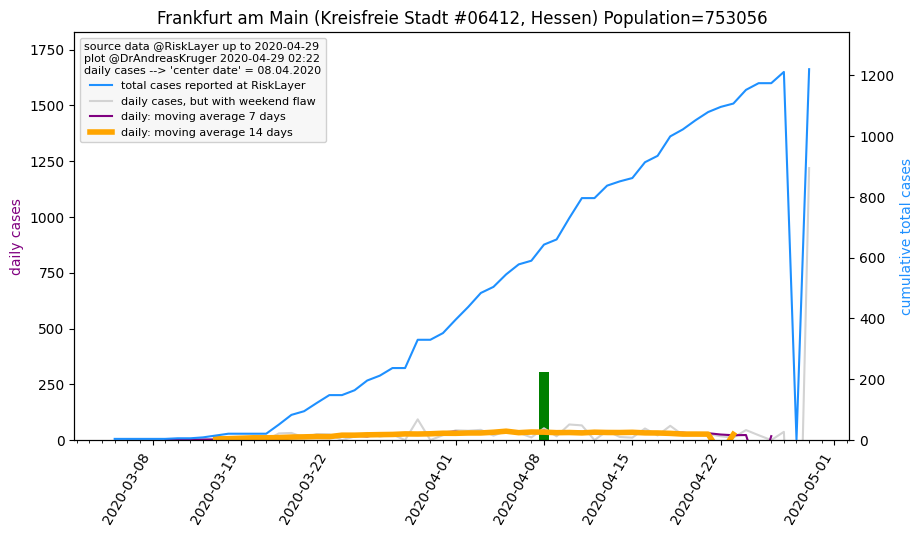 Frankfurt am Main (Kreisfreie Stadt #06412, Hessen) Population=753056
source data @RiskLayer up to 2020-04-29
plot @DrAndreasKruger 2020-04-29 02:22
daily cases --> 'center date' = 08.04.2020
total cases reported at RiskLayer
daily cases, but with weekend flaw
daily: moving average 7 days
daily: moving average 14 days
daily cases
1750
1500
1250
1000
750
500
250
0
cumulative total cases
1200
1000
800
600
400
200
0
2020-03-08
2020-03-15
2020-03-22
2020-04-01
2020-04-08
2020-04-15
2020-04-22
2020-05-01